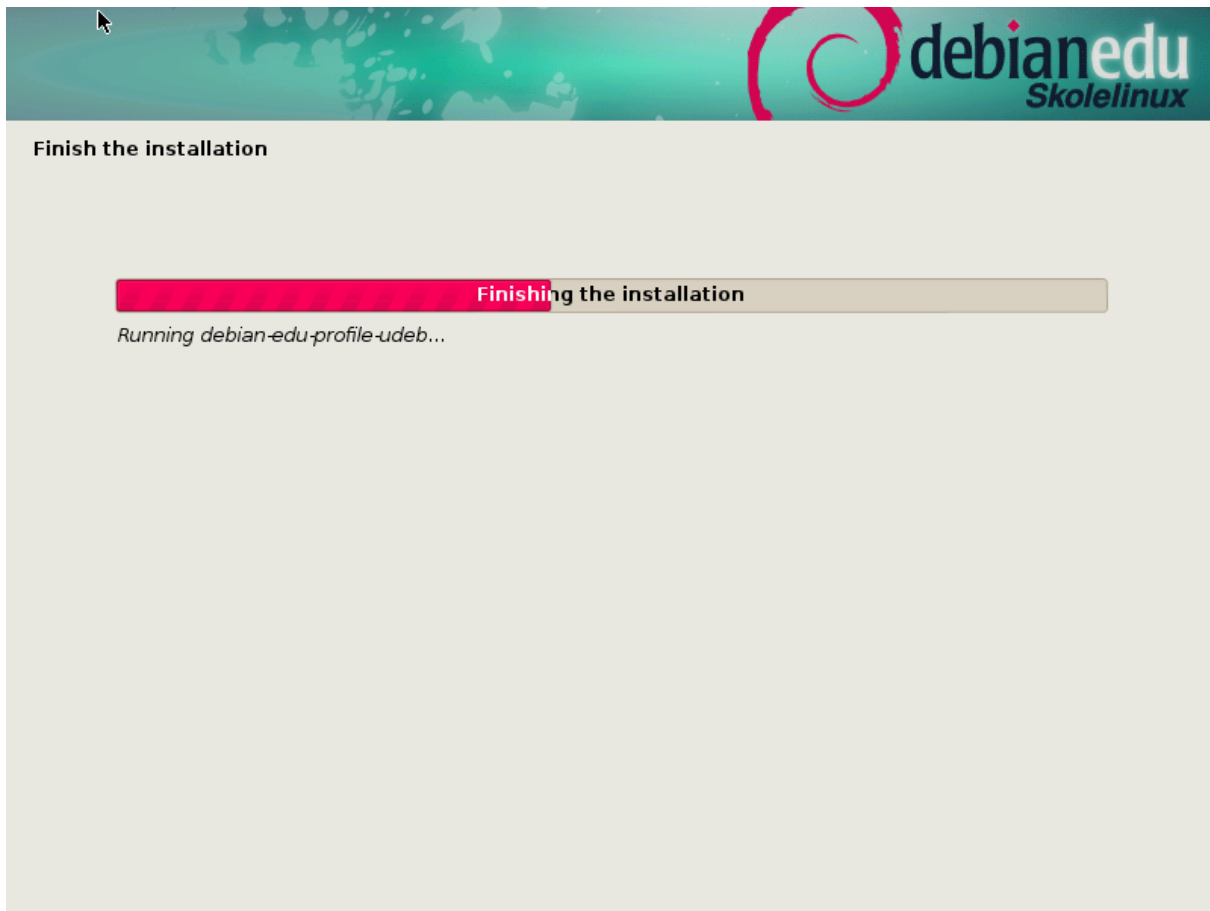 debianedu
Skolelinux
Finish the installation
Finishing the installation
Running debian-edu-profile-udeb...